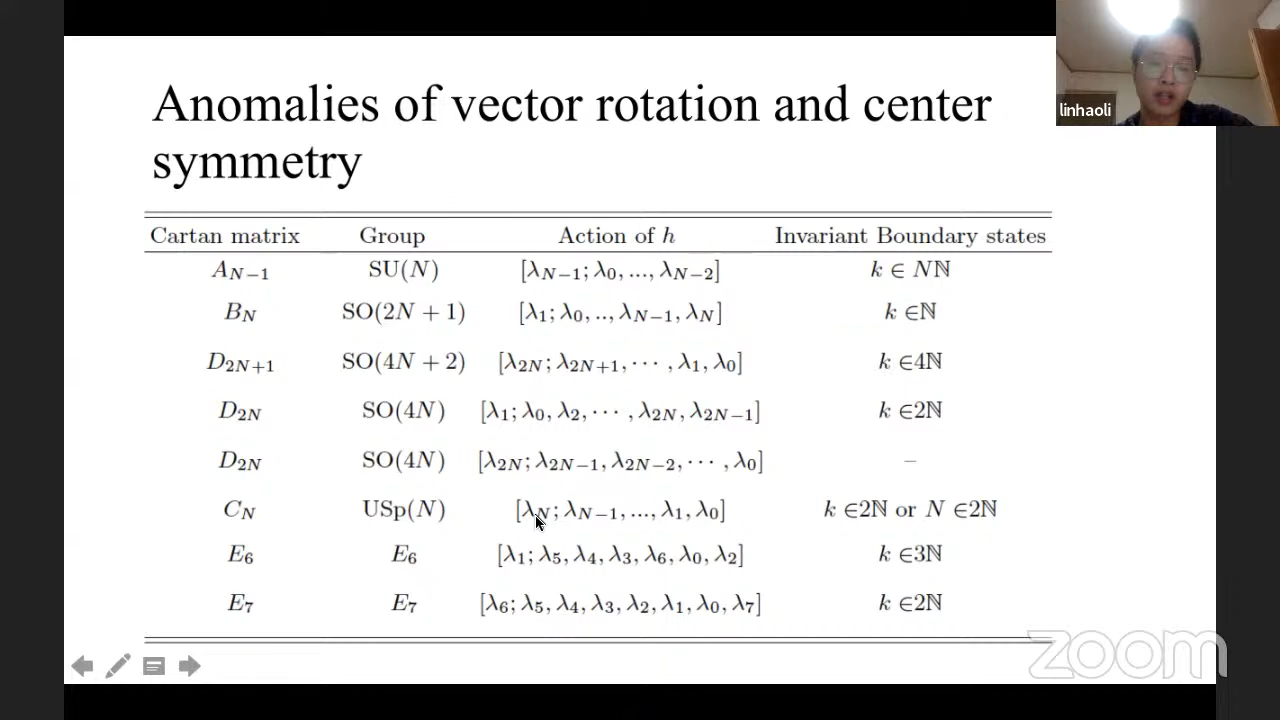 linhaoli
Anomalies of vector rotation and center
symmetry
Cartan matrix Group Action of h Invariant Boundary states
A_{N−1} SU(N) [λ_{N−1}; λ_0, ..., λ_{N−2}] k ∈ Nℕ
B_N SO(2N + 1) [λ_1; λ_0, .., λ_{N−1}, λ_N] k ∈ℕ
D_{2N+1} SO(4N + 2) [λ_{2N}; λ_{2N+1}, ⋯ , λ_1, λ_0] k ∈4ℕ
D_{2N} SO(4N) [λ_1; λ_0, λ_2, ⋯ , λ_{2N}, λ_{2N−1}] k ∈2ℕ
D_{2N} SO(4N) [λ_{2N}; λ_{2N−1}, λ_{2N−2}, ⋯ , λ_0] –
C_N USp(N) [λ_N; λ_{N−1}, ..., λ_1, λ_0] k ∈2ℕ or N ∈2ℕ
E_6 E_6 [λ_1; λ_5, λ_4, λ_3, λ_6, λ_0, λ_2] k ∈3ℕ
E_7 E_7 [λ_6; λ_5, λ_4, λ_3, λ_2, λ_1, λ_0, λ_7] k ∈2ℕ
zoom